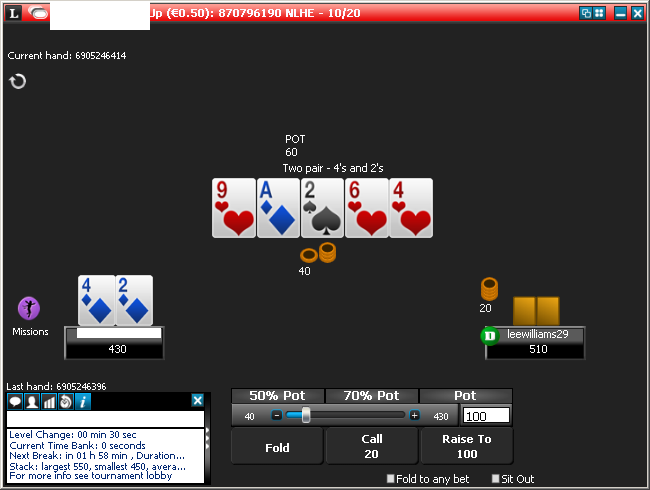 L
Up (€0.50): 870796190 NLHE - 10/20
Current hand: 6905246414
POT
60
Two pair - 4's and 2's
9
A
2
6
4
40
4
2
Missions
430
20
D
leewilliams29
510
Last hand: 6905246396
i
Level Change: 00 min 30 sec
Current Time Bank: 0 seconds
Next Break: in 01 h 58 min , Duration...
Stack: largest 550, smallest 450, avera...
For more info see tournament lobby
50% Pot
70% Pot
Pot
40
430
100
Fold
Call
20
Raise To
100
Fold to any bet
Sit Out